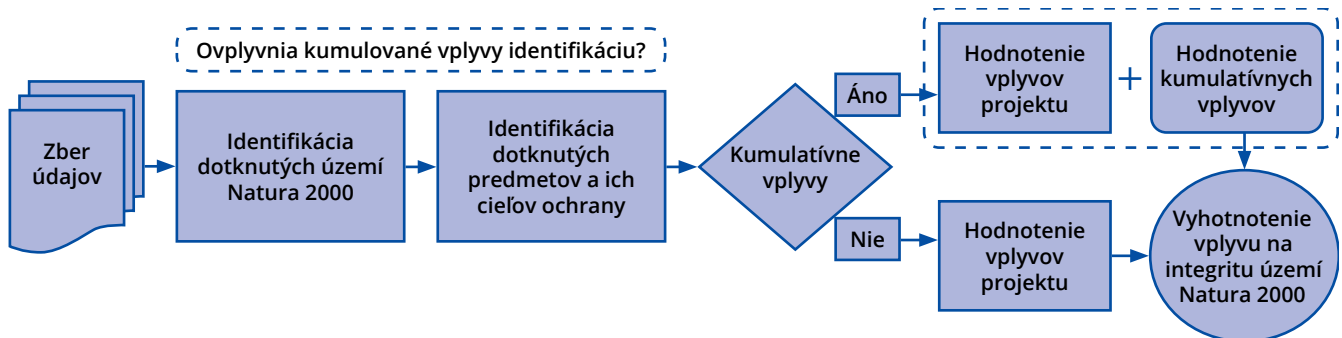 Ovplyvnia kumulované vplyvy identifikáciu?
Zber
údajov
Identifikácia
dotknutých území
Natura 2000
Identifikácia
dotknutých
predmetov a ich
cieľov ochrany
Kumulatívne
vplyvy
Áno
Hodnotenie
vplyvov
projektu
+
Hodnotenie
kumulatívnych
vplyvov
Nie
Hodnotenie
vplyvov
projektu
Vyhotnotenie
vplyvu na
integritu území
Natura 2000